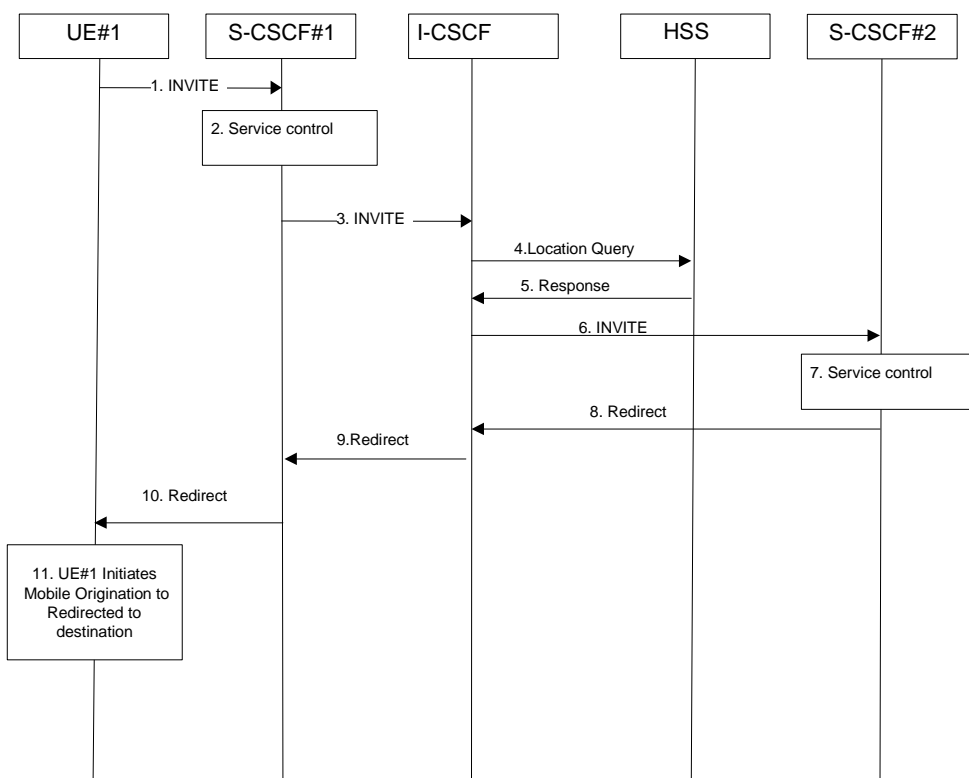 UE#1
S-CSCF#1
I-CSCF
HSS
S-CSCF#2
1. INVITE
2. Service control
3. INVITE
4.Location Query
5. Response
6. INVITE
7. Service control
8. Redirect
9.Redirect
10. Redirect
11. UE#1 Initiates
Mobile Origination to
Redirected to
destination